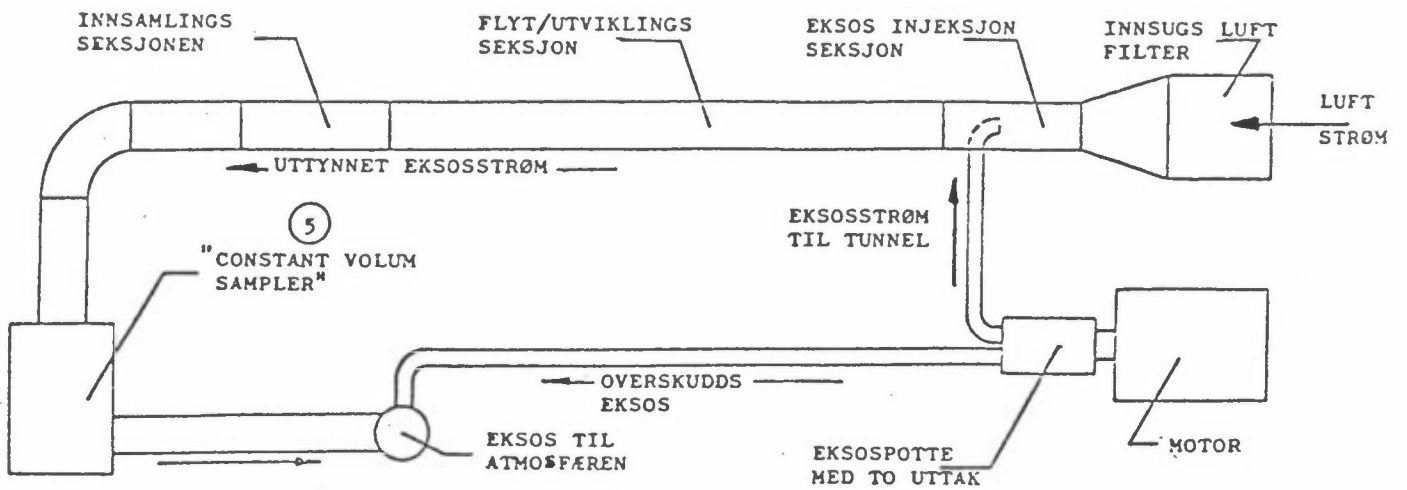 INNSAMLINGS
SEKSJONEN
FLYT/UTVIKLINGS
SEKSJON
EKSOS INJEKSJON
SEKSJON
INNSUGS LUFT
FILTER
LUFT
STRØM
UTTYNNET EKSOSSTRØM
5
"CONSTANT VOLUM
SAMPLER"
EKSOSSTRØM
TIL TUNNEL
OVERSKUDDS
EKSOS
EKSOS TIL
ATMOSFÆREN
EKSOSPOTTE
MED TO UTTAK
MOTOR